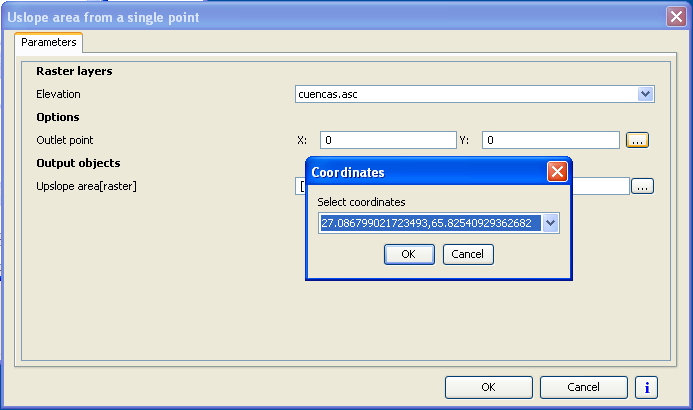 Uslope area from a single point
Parameters
Raster layers
Elevation cuencas.asc
Options
Outlet point X: 0 Y: 0 ...
Output objects
Upslope area[raster] [ ...
Coordinates
Select coordinates
27.086799021723493,65.82540929362682
OK Cancel
OK Cancel i